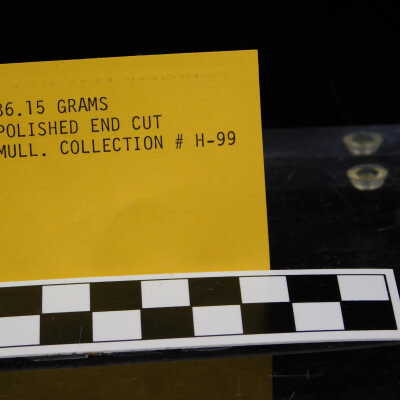 36.15 GRAMS
POLISHED END CUT
MULL. COLLECTION # H-99